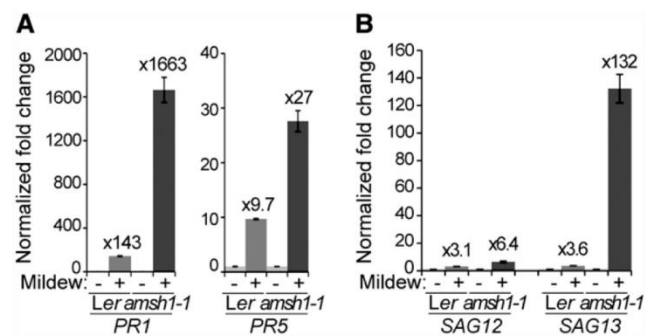 A
B
Normalized fold change
2000
1600
1200
800
400
0
x143
x1663
Mildew: - + - +
Ler amsh1-1
PR1
40
30
20
10
0
x9.7
x27
- + - +
Ler amsh1-1
PR5
Normalized fold change
160
140
120
100
80
60
40
20
0
x3.1
x6.4
x3.6
x132
Mildew: - + - + - + - +
Ler amsh1-1 Ler amsh1-1
SAG12 SAG13